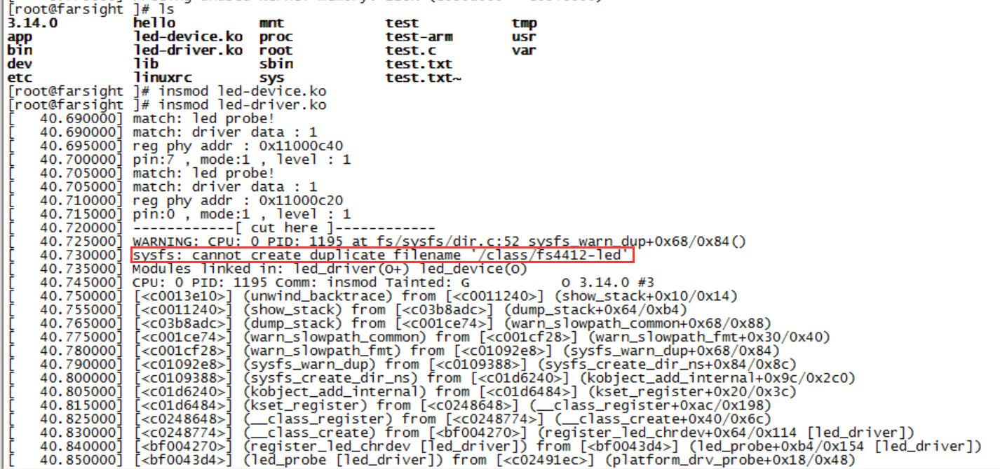 [root@farsight ]# ls
3.14.0 hello mnt test tmp
app led-device.ko proc test-arm usr
bin led-driver.ko root test.c var
dev lib sbin test.txt
etc linuxrc sys test.txt~
[root@farsight ]# insmod led-device.ko
[root@farsight ]# insmod led-driver.ko
[ 40.690000] match: led probe!
[ 40.690000] match: driver data : 1
[ 40.695000] reg phy addr : 0x11000c40
[ 40.700000] pin:7 , mode:1 , level : 1
[ 40.705000] match: led probe!
[ 40.705000] match: driver data : 1
[ 40.710000] reg phy addr : 0x11000c20
[ 40.715000] pin:0 , mode:1 , level : 1
[ 40.720000] ------------[ cut here ]------------
[ 40.725000] WARNING: CPU: 0 PID: 1195 at fs/sysfs/dir.c:52 sysfs_warn_dup+0x68/0x84()
[ 40.730000] sysfs: cannot create duplicate filename '/class/fs4412-led'
[ 40.735000] Modules linked in: led_driver(O+) led_device(O)
[ 40.745000] CPU: 0 PID: 1195 Comm: insmod Tainted: G O 3.14.0 #3
[ 40.750000] [<c0013e10>] (unwind_backtrace) from [<c0011240>] (show_stack+0x10/0x14)
[ 40.755000] [<c0011240>] (show_stack) from [<c03b8adc>] (dump_stack+0x64/0xb4)
[ 40.765000] [<c03b8adc>] (dump_stack) from [<c001ce74>] (warn_slowpath_common+0x68/0x88)
[ 40.775000] [<c001ce74>] (warn_slowpath_common) from [<c001cf28>] (warn_slowpath_fmt+0x30/0x40)
[ 40.780000] [<c001cf28>] (warn_slowpath_fmt) from [<c01092e8>] (sysfs_warn_dup+0x68/0x84)
[ 40.790000] [<c01092e8>] (sysfs_warn_dup) from [<c0109388>] (sysfs_create_dir_ns+0x84/0x8c)
[ 40.800000] [<c0109388>] (sysfs_create_dir_ns) from [<c01d6240>] (kobject_add_internal+0x9c/0x2c0)
[ 40.805000] [<c01d6240>] (kobject_add_internal) from [<c01d6484>] (kset_register+0x20/0x3c)
[ 40.815000] [<c01d6484>] (kset_register) from [<c0248648>] (__class_register+0xac/0x198)
[ 40.825000] [<c0248648>] (__class_register) from [<c0248774>] (__class_create+0x40/0x6c)
[ 40.830000] [<c0248774>] (__class_create) from [<bf004270>] (register_led_chrdev+0x64/0x114 [led_driver])
[ 40.840000] [<bf004270>] (register_led_chrdev [led_driver]) from [<bf0043d4>] (led_probe+0xb4/0x154 [led_driver])
[ 40.850000] [<bf0043d4>] (led_probe [led_driver]) from [<c02491ec>] (platform_drv_probe+0x18/0x48)